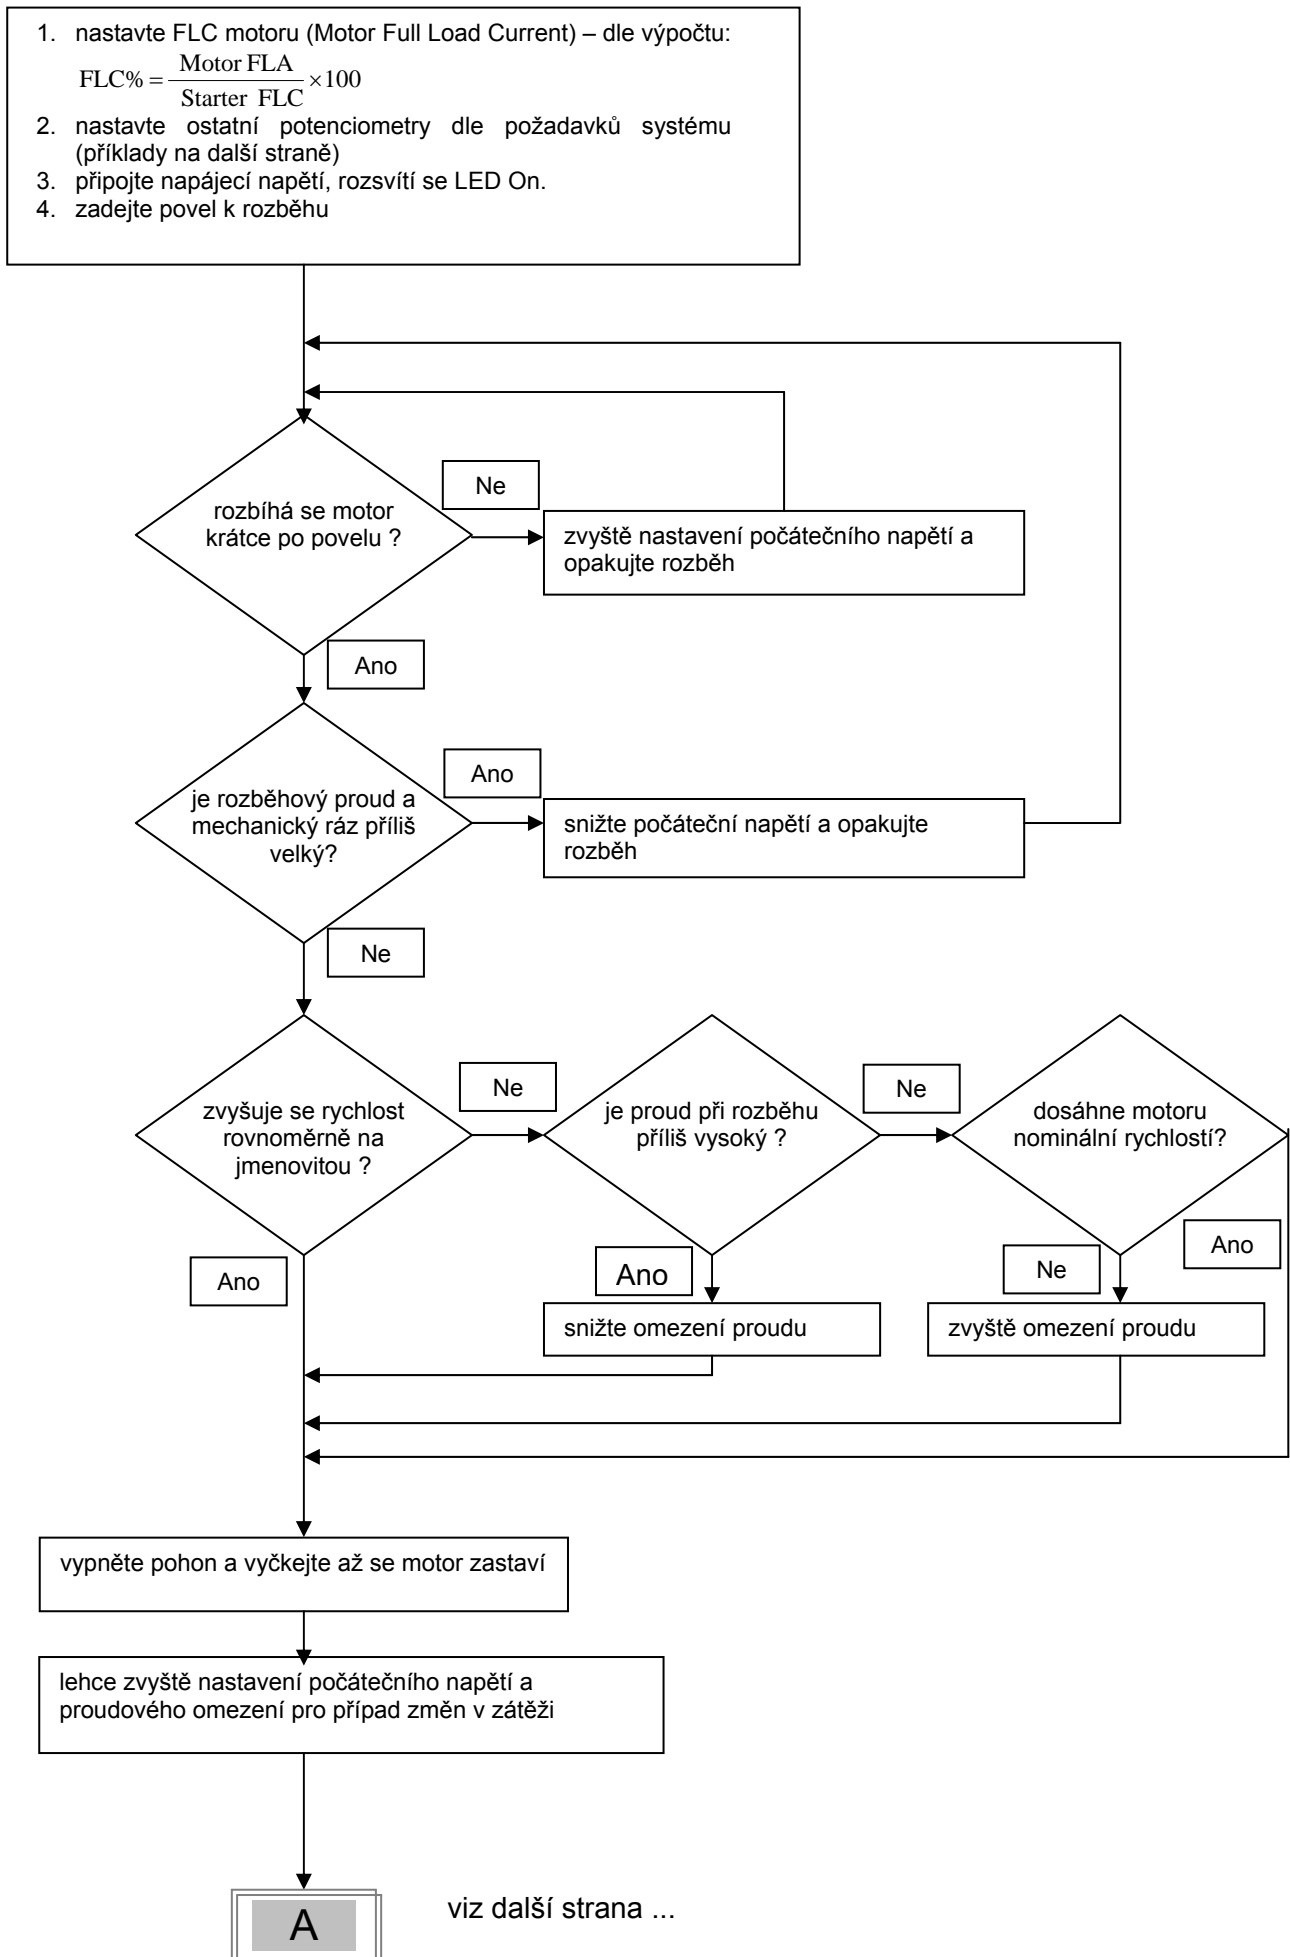 1. nastavte FLC motoru (Motor Full Load Current) – dle výpočtu:
FLC% = Motor FLA / Starter FLC ×100
2. nastavte ostatní potenciometry dle požadavků systému
(příklady na další straně)
3. připojte napájecí napětí, rozsvítí se LED On.
4. zadejte povel k rozběhu
Ne
rozbíhá se motor
krátce po povelu ?
zvyště nastavení počátečního napětí a
opakujte rozběh
Ano
Ano
je rozběhový proud a
mechanický ráz příliš
velký?
snižte počáteční napětí a opakujte
rozběh
Ne
Ne
Ne
zvyšuje se rychlost
rovnoměrně na
jmenovitou ?
je proud při rozběhu
příliš vysoký ?
dosáhne motoru
nominální rychlostí?
Ano
Ano
Ne
Ano
snižte omezení proudu
zvyště omezení proudu
vypněte pohon a vyčkejte až se motor zastaví
lehce zvyště nastavení počátečního napětí a
proudového omezení pro případ změn v zátěži
A
viz další strana ...